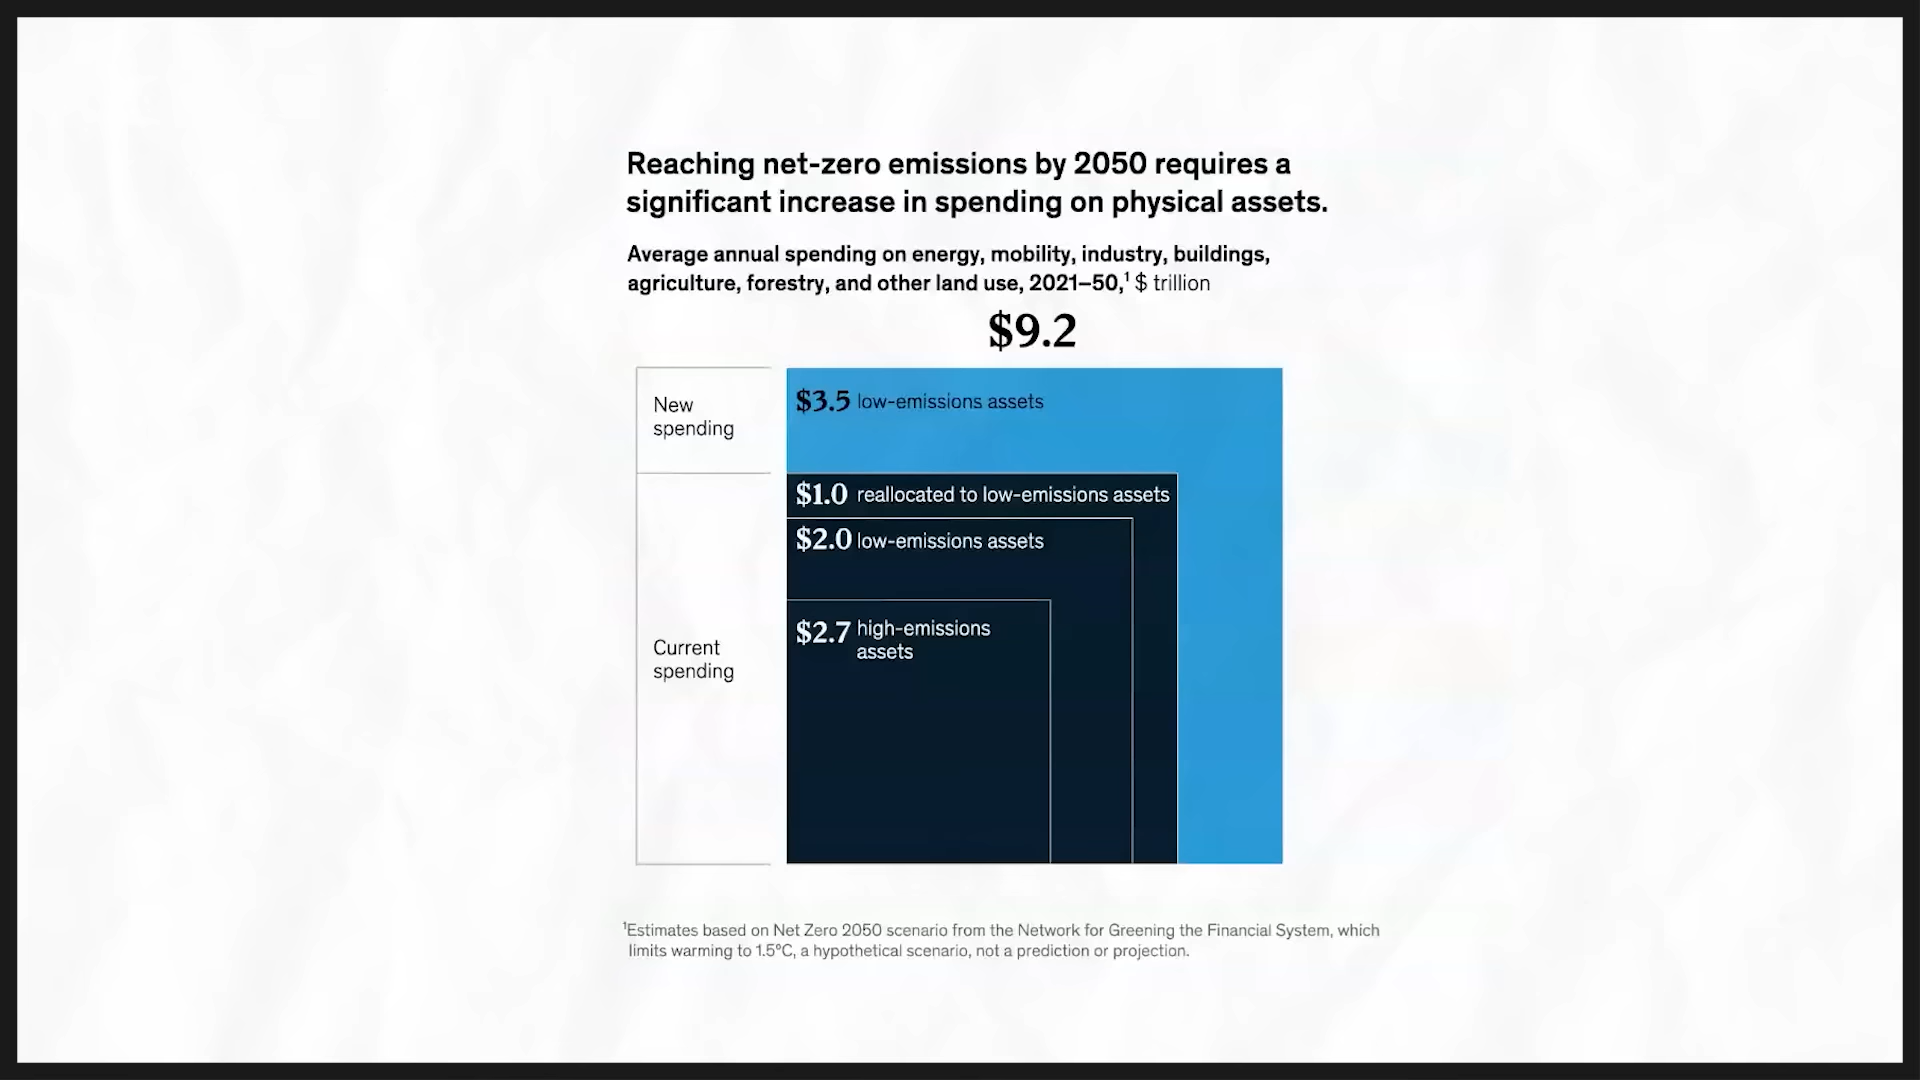 Reaching net-zero emissions by 2050 requires a
significant increase in spending on physical assets.
Average annual spending on energy, mobility, industry, buildings,
agriculture, forestry, and other land use, 2021–50,¹ $ trillion
$9.2
New
spending
$3.5 low-emissions assets
$1.0 reallocated to low-emissions assets
$2.0 low-emissions assets
$2.7 high-emissions
assets
Current
spending
¹Estimates based on Net Zero 2050 scenario from the Network for Greening the Financial System, which
limits warming to 1.5°C, a hypothetical scenario, not a prediction or projection.